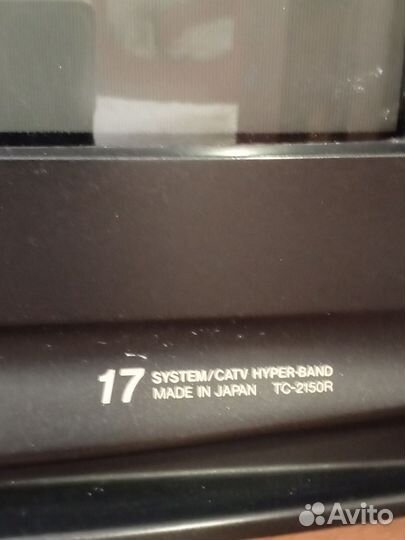 17 SYSTEM/CATV HYPER-BAND
MADE IN JAPAN TC-2150R
Avito